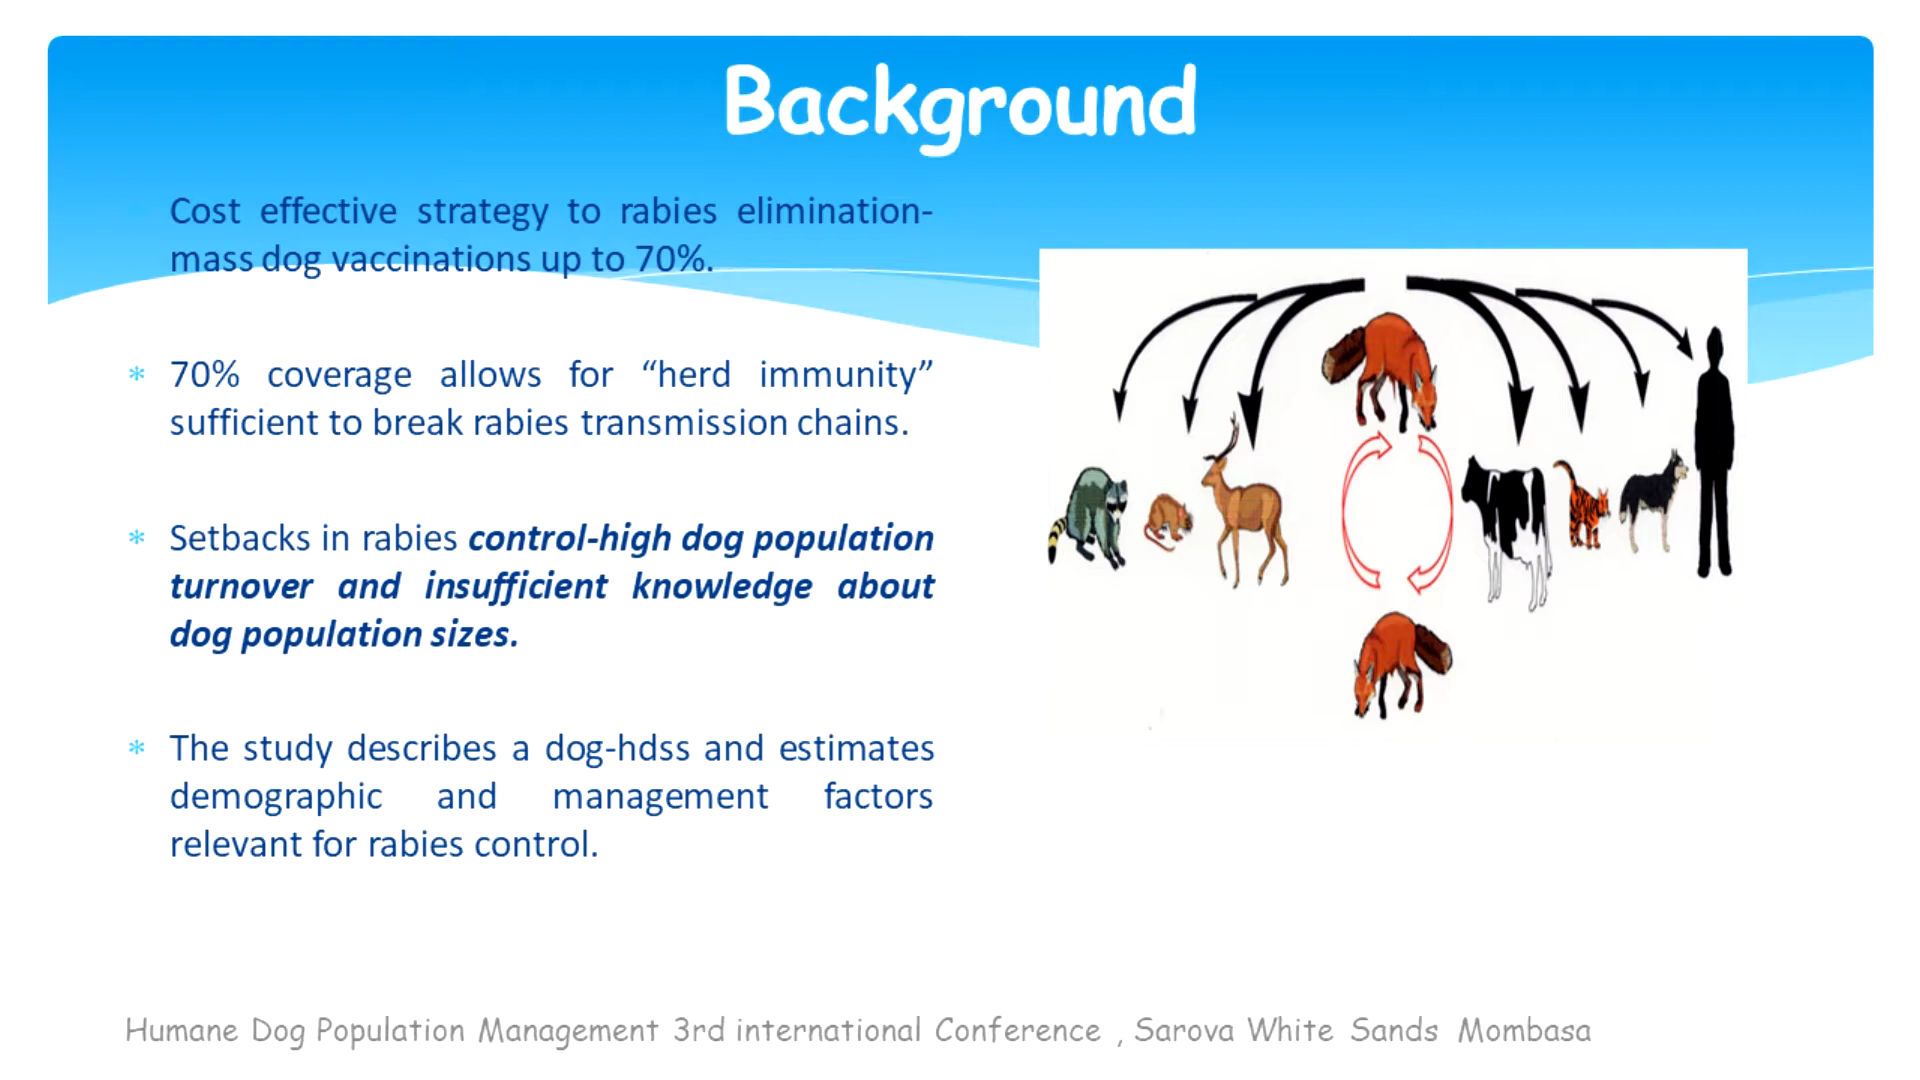 Background
Cost effective strategy to rabies elimination-
mass dog vaccinations up to 70%.
* 70% coverage allows for “herd immunity”
sufficient to break rabies transmission chains.
* Setbacks in rabies control-high dog population
turnover and insufficient knowledge about
dog population sizes.
* The study describes a dog-hdss and estimates
demographic and management factors
relevant for rabies control.
Humane Dog Population Management 3rd international Conference , Sarova White Sands Mombasa